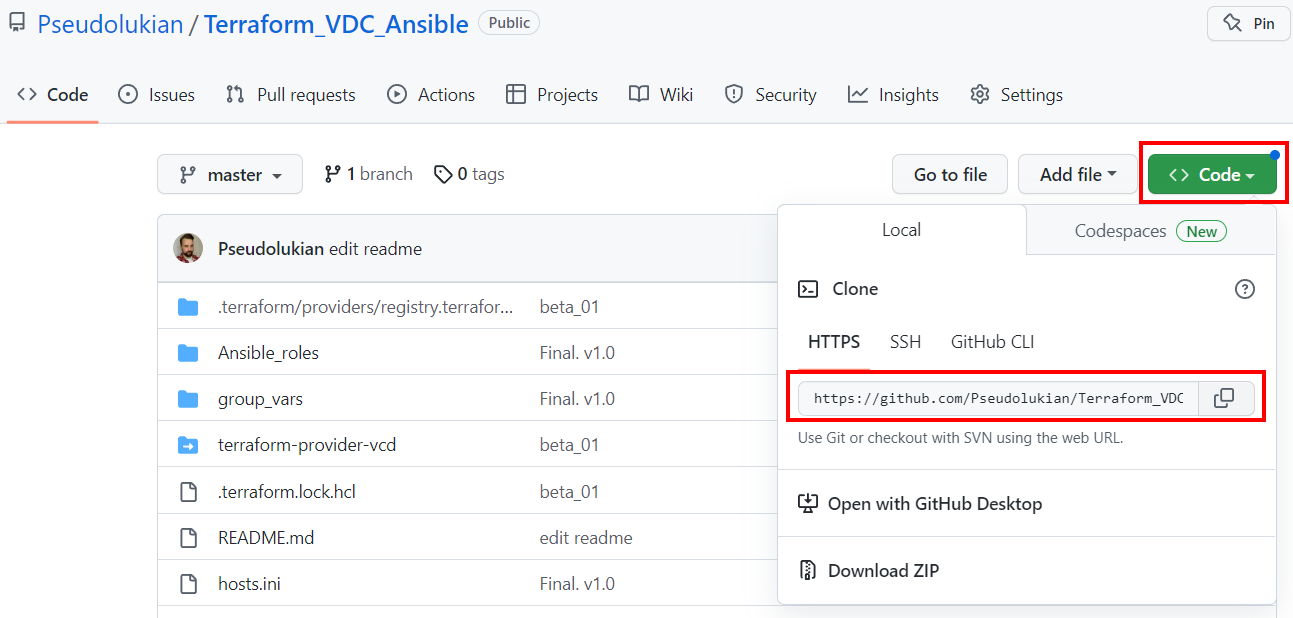 Pseudolukian / Terraform_VDC_Ansible Public Pin
Code Issues Pull requests Actions Projects Wiki Security Insights Settings
master 1 branch 0 tags Go to file Add file Code
Pseudolukian edit readme
.terraform/providers/registry.terrafor... beta_01
Ansible_roles Final. v1.0
group_vars Final. v1.0
terraform-provider-vcd beta_01
.terraform.lock.hcl beta_01
README.md edit readme
hosts.ini Final. v1.0
Local Codespaces New
Clone
HTTPS SSH GitHub CLI
https://github.com/Pseudolukian/Terraform_VDC
Use Git or checkout with SVN using the web URL.
Open with GitHub Desktop
Download ZIP